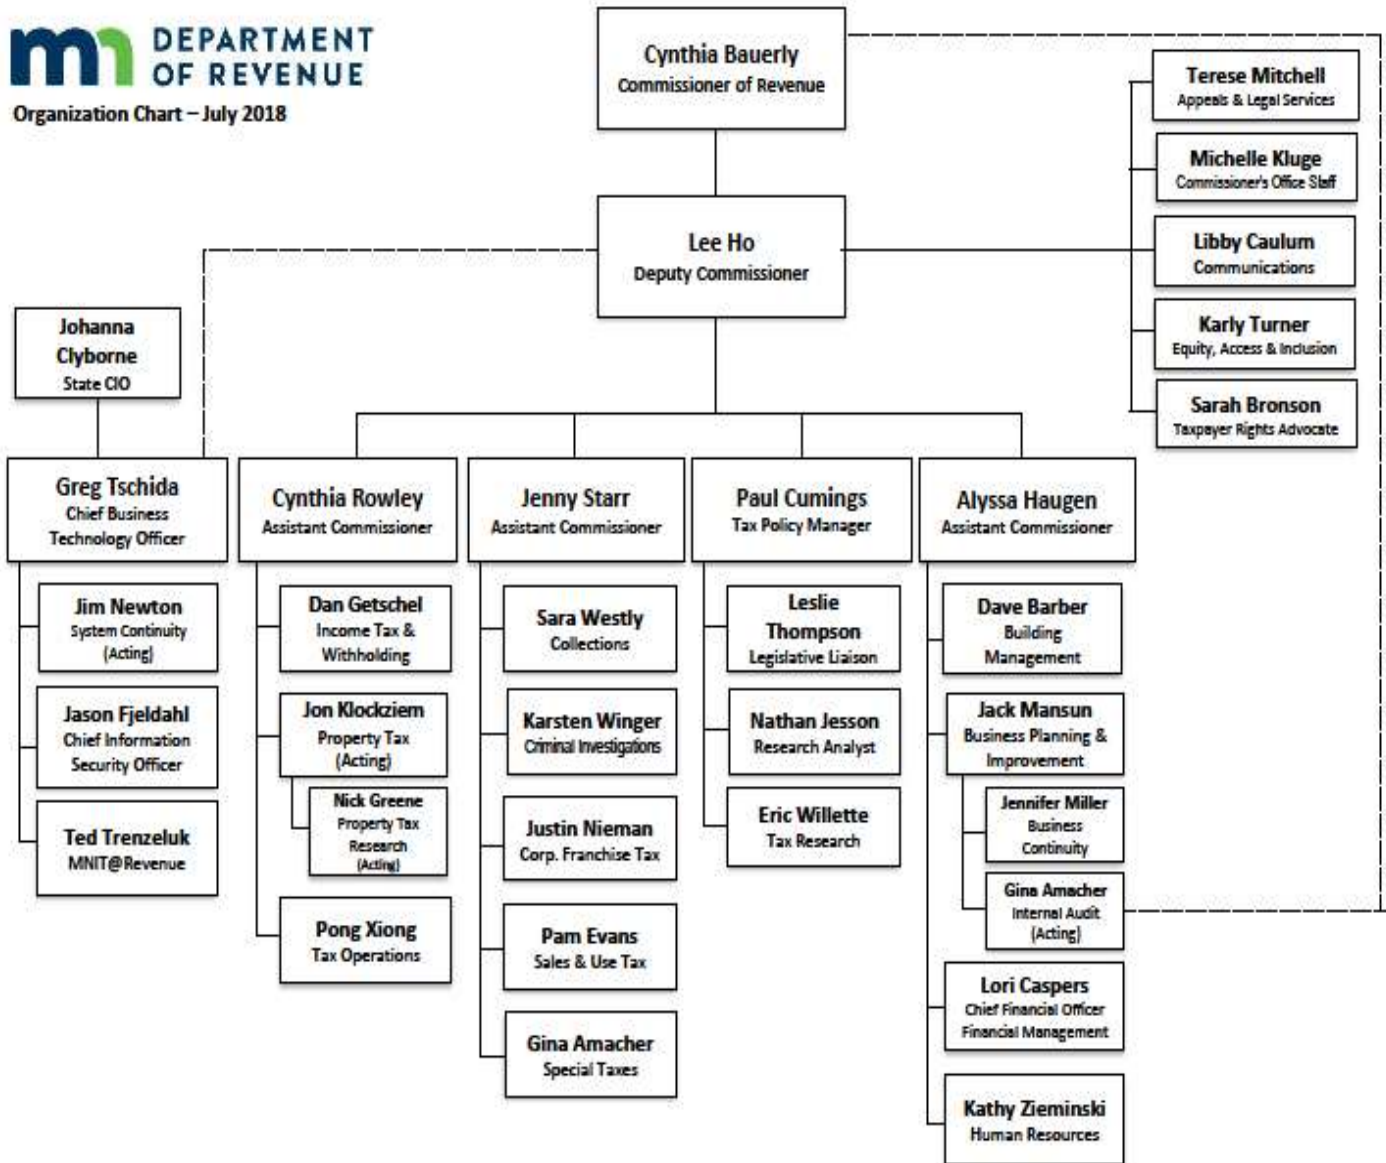 mn DEPARTMENT
OF REVENUE
Organization Chart – July 2018
Cynthia Bauerly
Commissioner of Revenue
Lee Ho
Deputy Commissioner
Terese Mitchell
Appeals & Legal Services
Michelle Kluge
Commissioner's Office Staff
Libby Caulum
Communications
Karly Turner
Equity, Access & Inclusion
Sarah Bronson
Taxpayer Rights Advocate
Johanna
Clyborne
State CIO
Greg Tschida
Chief Business
Technology Officer
Jim Newton
System Continuity
(Acting)
Jason Fjeldahl
Chief Information
Security Officer
Ted Trenzeluk
MNIT@Revenue
Cynthia Rowley
Assistant Commissioner
Dan Getschel
Income Tax &
Withholding
Jon Klockziem
Property Tax
(Acting)
Nick Greene
Property Tax
Research
(Acting)
Pong Xiong
Tax Operations
Jenny Starr
Assistant Commissioner
Sara Westly
Collections
Karsten Winger
Criminal Investigations
Justin Nieman
Corp. Franchise Tax
Pam Evans
Sales & Use Tax
Gina Amacher
Special Taxes
Paul Cumings
Tax Policy Manager
Leslie
Thompson
Legislative Liaison
Nathan Jesson
Research Analyst
Eric Willette
Tax Research
Alyssa Haugen
Assistant Commissioner
Dave Barber
Building
Management
Jack Mansun
Business Planning &
Improvement
Jennifer Miller
Business
Continuity
Gina Amacher
Internal Audit
(Acting)
Lori Caspers
Chief Financial Officer
Financial Management
Kathy Zieminski
Human Resources